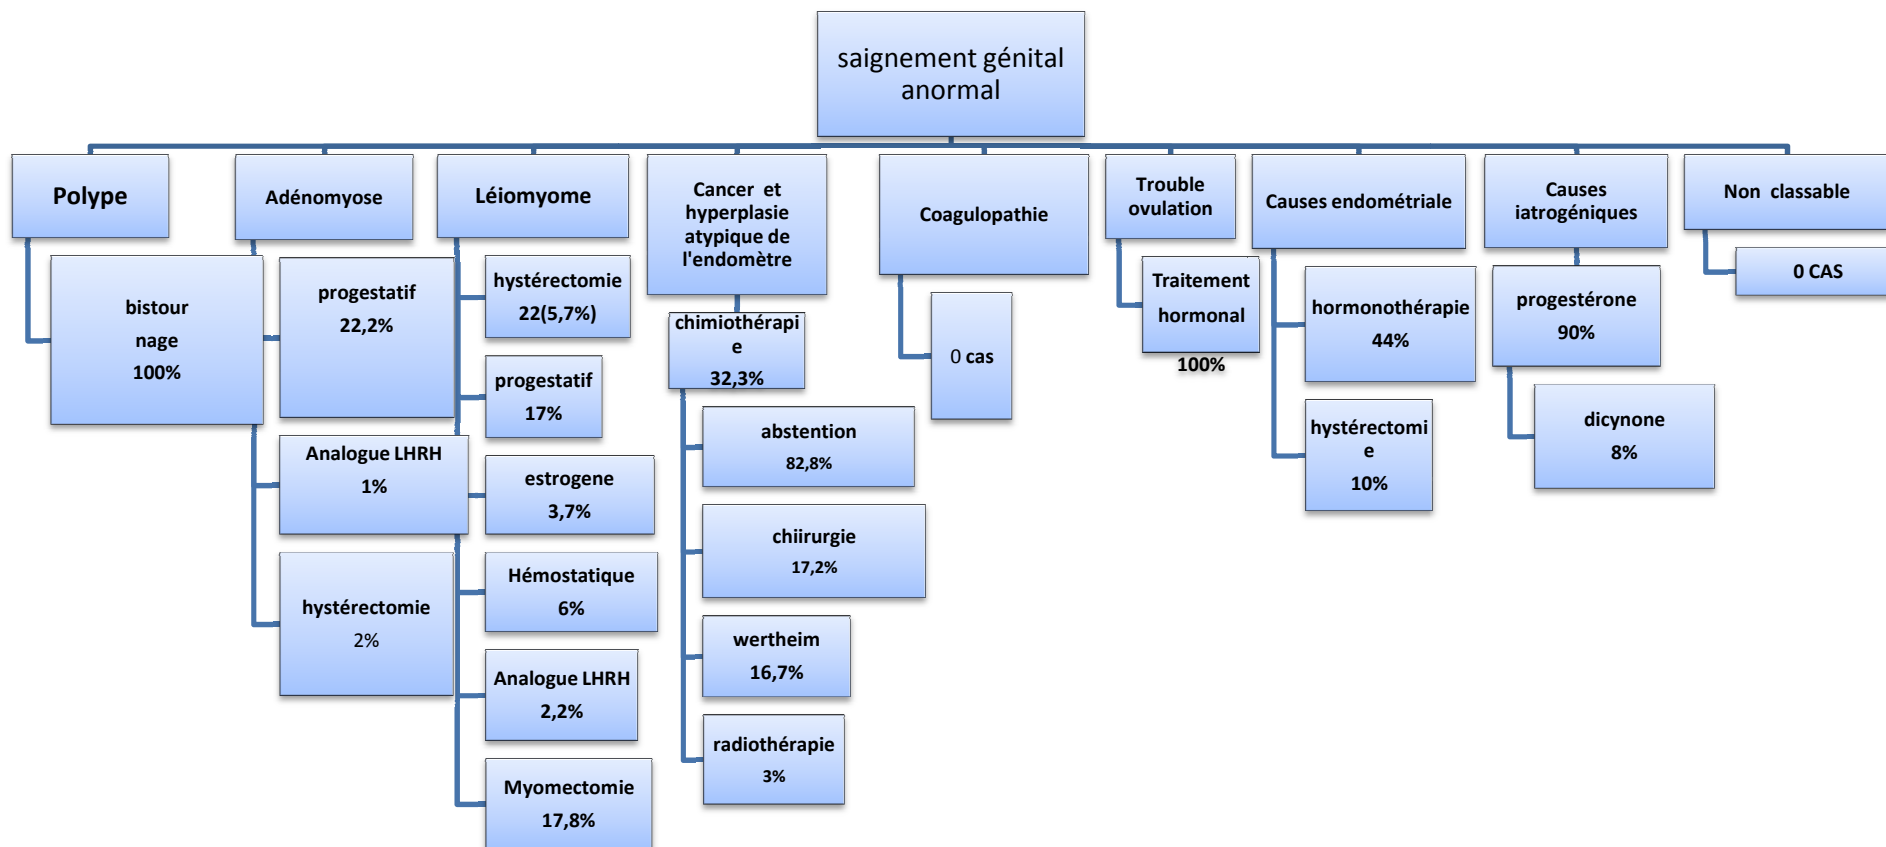 saignement génital
anormal
Polype
bistour
nage
100%
Adénomyose
progestatif
22,2%
Analogue LHRH
1%
hystérectomie
2%
Léiomyome
hystérectomie
22(5,7%)
progestatif
17%
estrogene
3,7%
Hémostatique
6%
Analogue LHRH
2,2%
Myomectomie
17,8%
Cancer et
hyperplasie
atypique de
l'endomètre
chimiothérapi
e
32,3%
abstention
82,8%
chiirurgie
17,2%
wertheim
16,7%
radiothérapie
3%
Coagulopathie
0 cas
Trouble
ovulation
Traitement
hormonal
100%
Causes endométriale
hormonothérapie
44%
hystérectomi
e
10%
Causes
iatrogéniques
progestérone
90%
dicynone
8%
Non classable
0 CAS